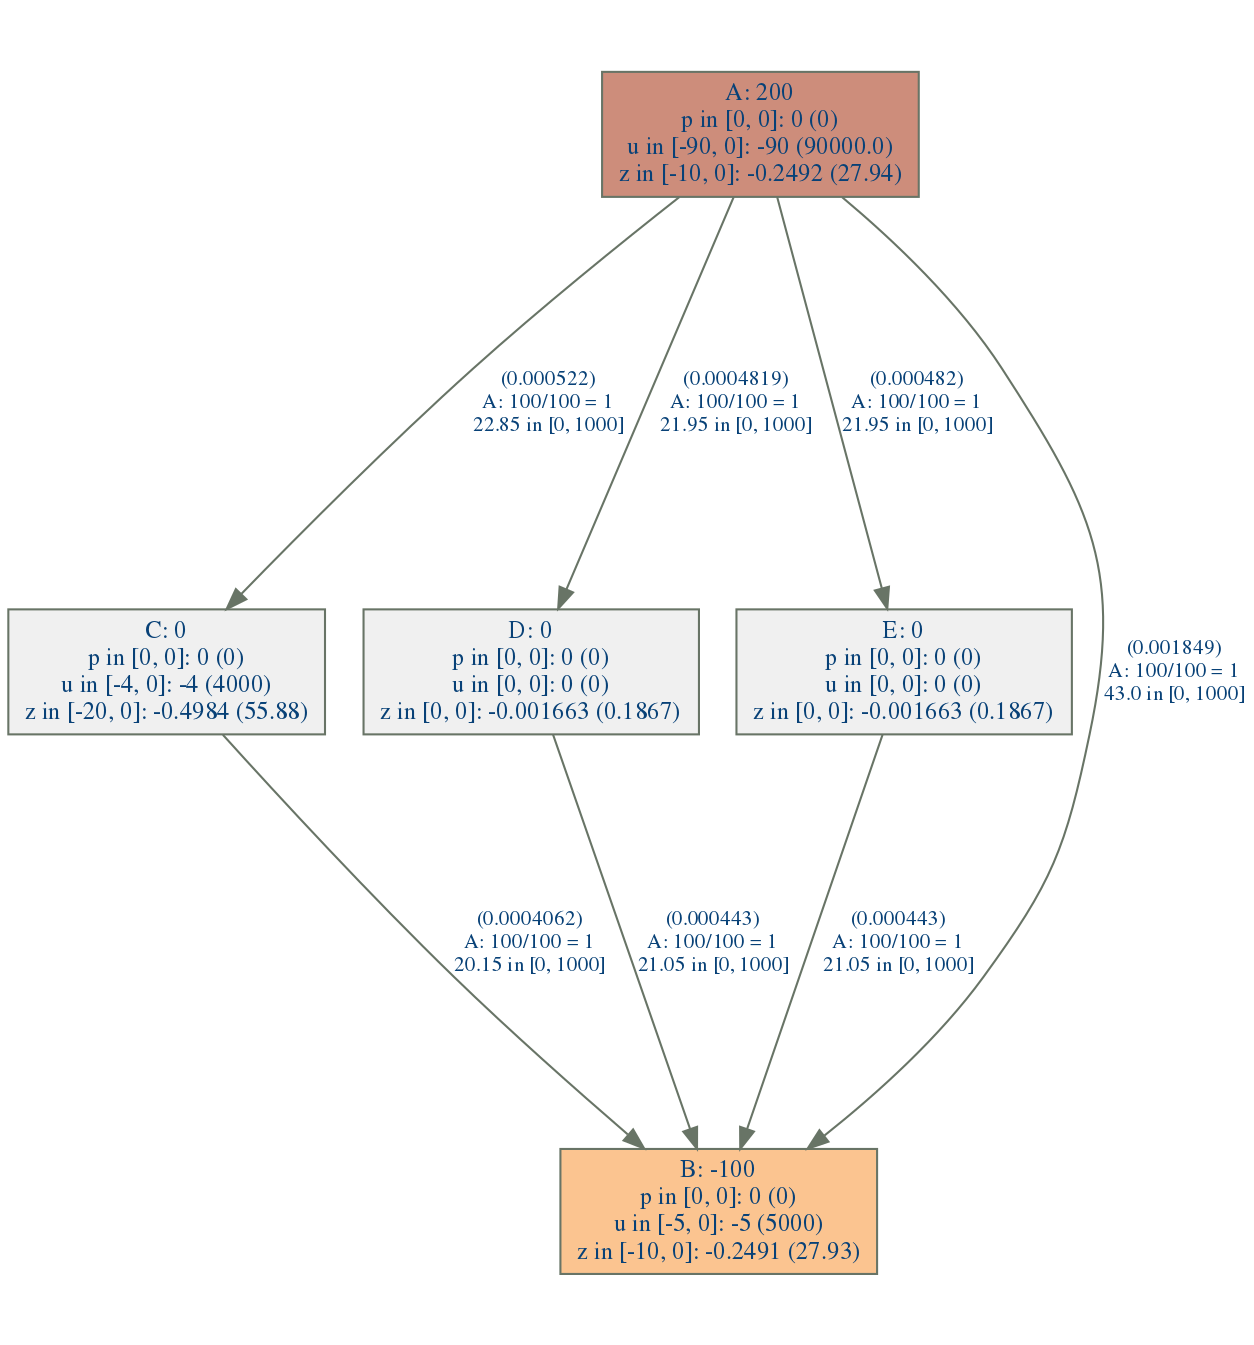 A: 200
p in [0, 0]: 0 (0)
u in [-90, 0]: -90 (90000.0)
z in [-10, 0]: -0.2492 (27.94)
(0.000522)
A: 100/100 = 1
22.85 in [0, 1000]
(0.0004819)
A: 100/100 = 1
21.95 in [0, 1000]
(0.000482)
A: 100/100 = 1
21.95 in [0, 1000]
C: 0
p in [0, 0]: 0 (0)
u in [-4, 0]: -4 (4000)
z in [-20, 0]: -0.4984 (55.88)
D: 0
p in [0, 0]: 0 (0)
u in [0, 0]: 0 (0)
z in [0, 0]: -0.001663 (0.1867)
E: 0
p in [0, 0]: 0 (0)
u in [0, 0]: 0 (0)
z in [0, 0]: -0.001663 (0.1867)
(0.001849)
A: 100/100 = 1
43.0 in [0, 1000]
(0.0004062)
A: 100/100 = 1
20.15 in [0, 1000]
(0.000443)
A: 100/100 = 1
21.05 in [0, 1000]
(0.000443)
A: 100/100 = 1
21.05 in [0, 1000]
B: -100
p in [0, 0]: 0 (0)
u in [-5, 0]: -5 (5000)
z in [-10, 0]: -0.2491 (27.93)